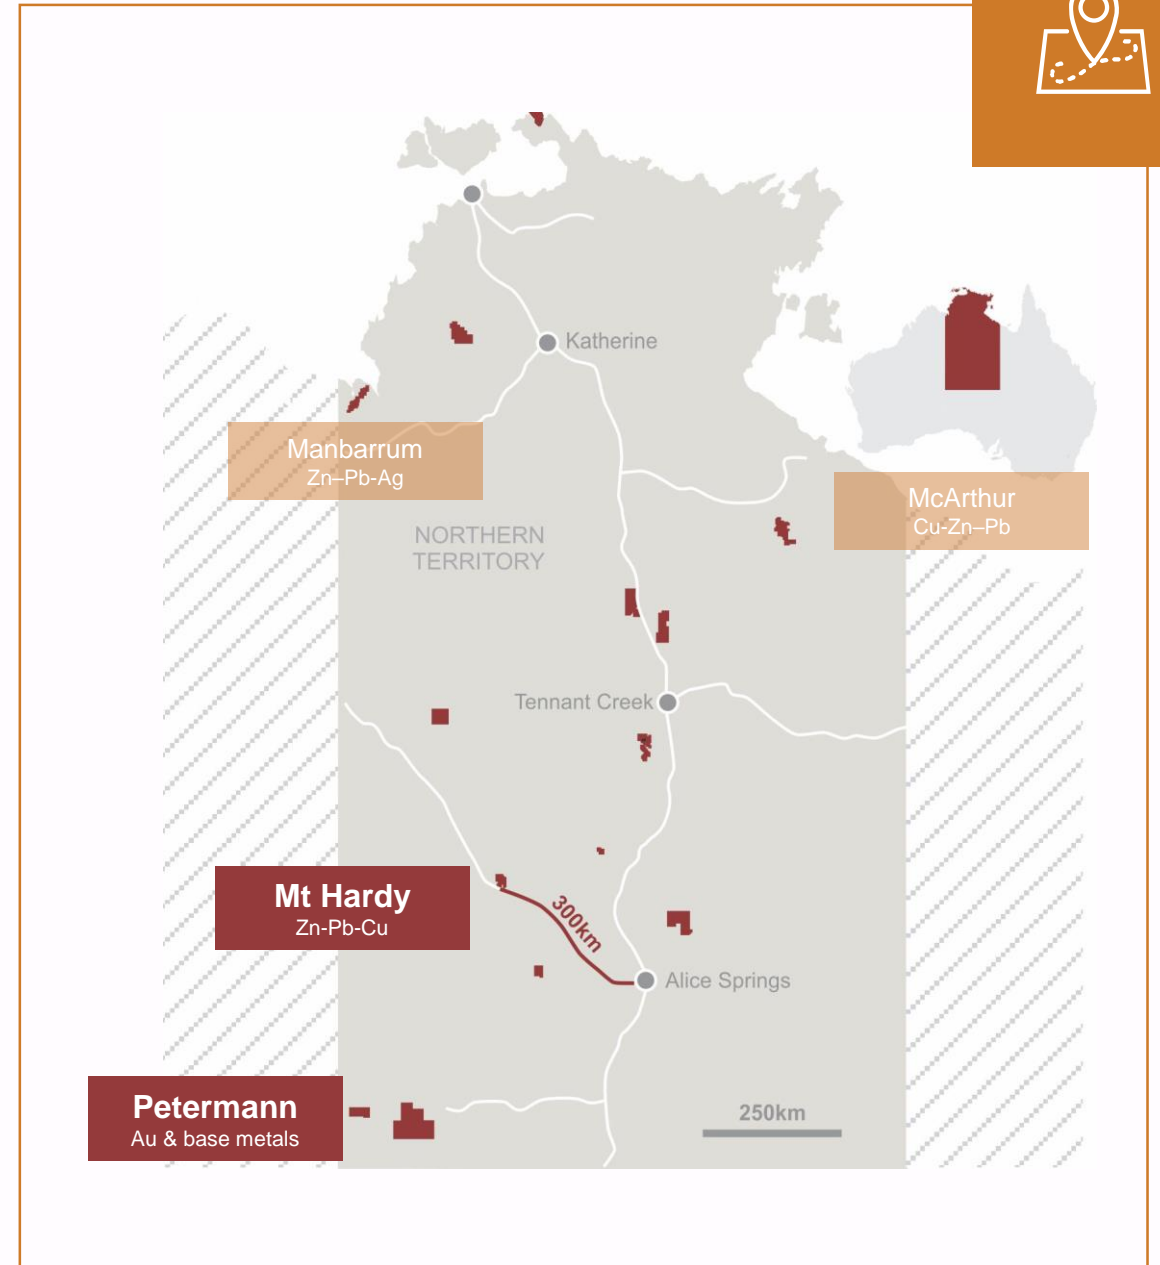 Katherine
Manbarrum
Zn–Pb-Ag
McArthur
Cu-Zn–Pb
NORTHERN
TERRITORY
Tennant Creek
Mt Hardy
Zn-Pb-Cu
300km
Alice Springs
Petermann
Au & base metals
250km